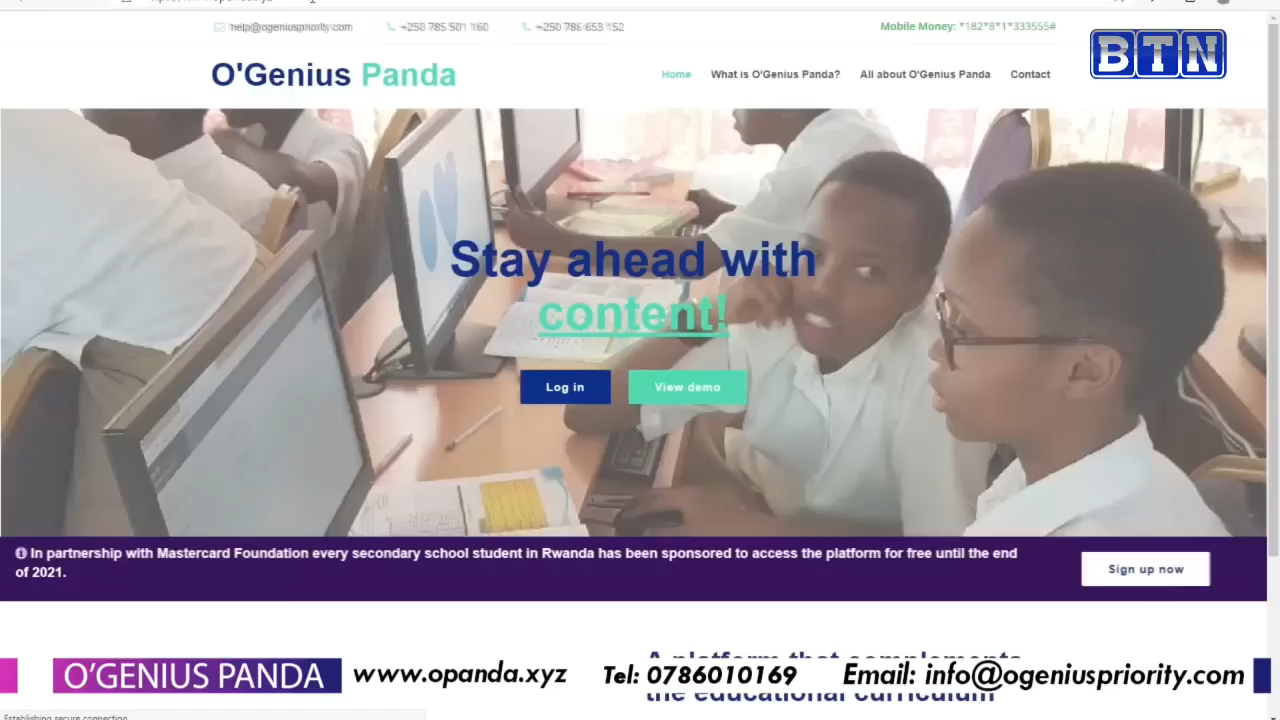 help@ogeniuspriority.com
+250 785 501 160
+250 786 653 152
Mobile Money: *182*8*1*333555#
BTN
O'Genius Panda
Home
What is O'Genius Panda?
All about O'Genius Panda
Contact
Stay ahead with
content!
Log in
View demo
In partnership with Mastercard Foundation every secondary school student in Rwanda has been sponsored to access the platform for free until the end
of 2021.
Sign up now
A platform that complements
the educational curriculum
O'GENIUS PANDA
www.opanda.xyz
Tel: 0786010169
Email: info@ogeniuspriority.com
Establishing secure connection